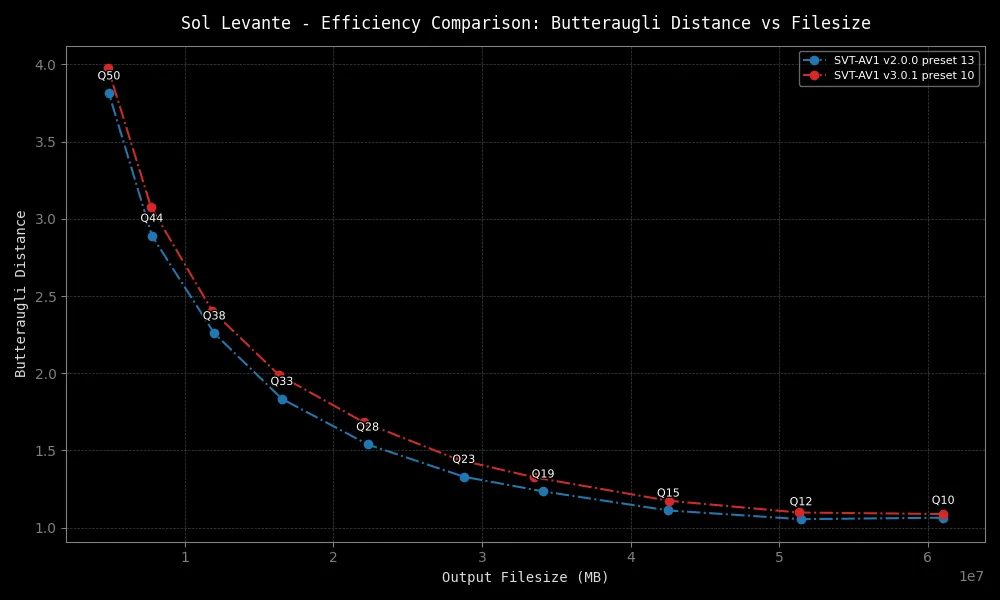 Sol Levante - Efficiency Comparison: Butteraugli Distance vs Filesize
SVT-AV1 v2.0.0 preset 13
SVT-AV1 v3.0.1 preset 10
4.0
3.5
3.0
2.5
2.0
1.5
1.0
Butteraugli Distance
Q50
Q44
Q38
Q33
Q28
Q23
Q19
Q15
Q12
Q10
1
2
3
4
5
6
1e7
Output Filesize (MB)